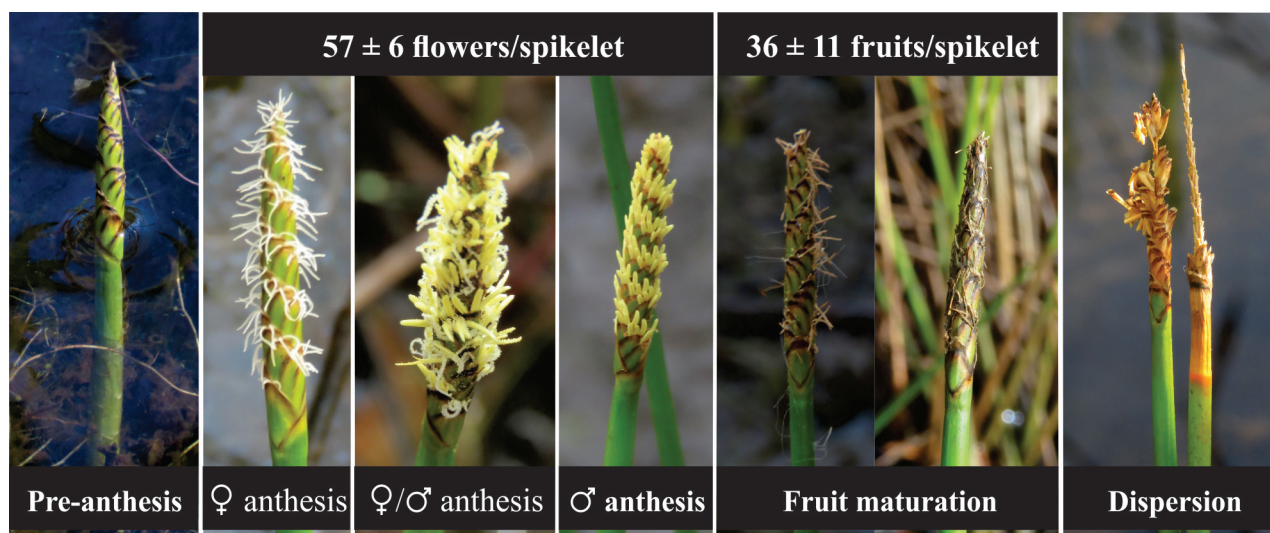 57 ± 6 flowers/spikelet
36 ± 11 fruits/spikelet
Pre-anthesis
♀ anthesis
♀/♂ anthesis
♂ anthesis
Fruit maturation
Dispersion